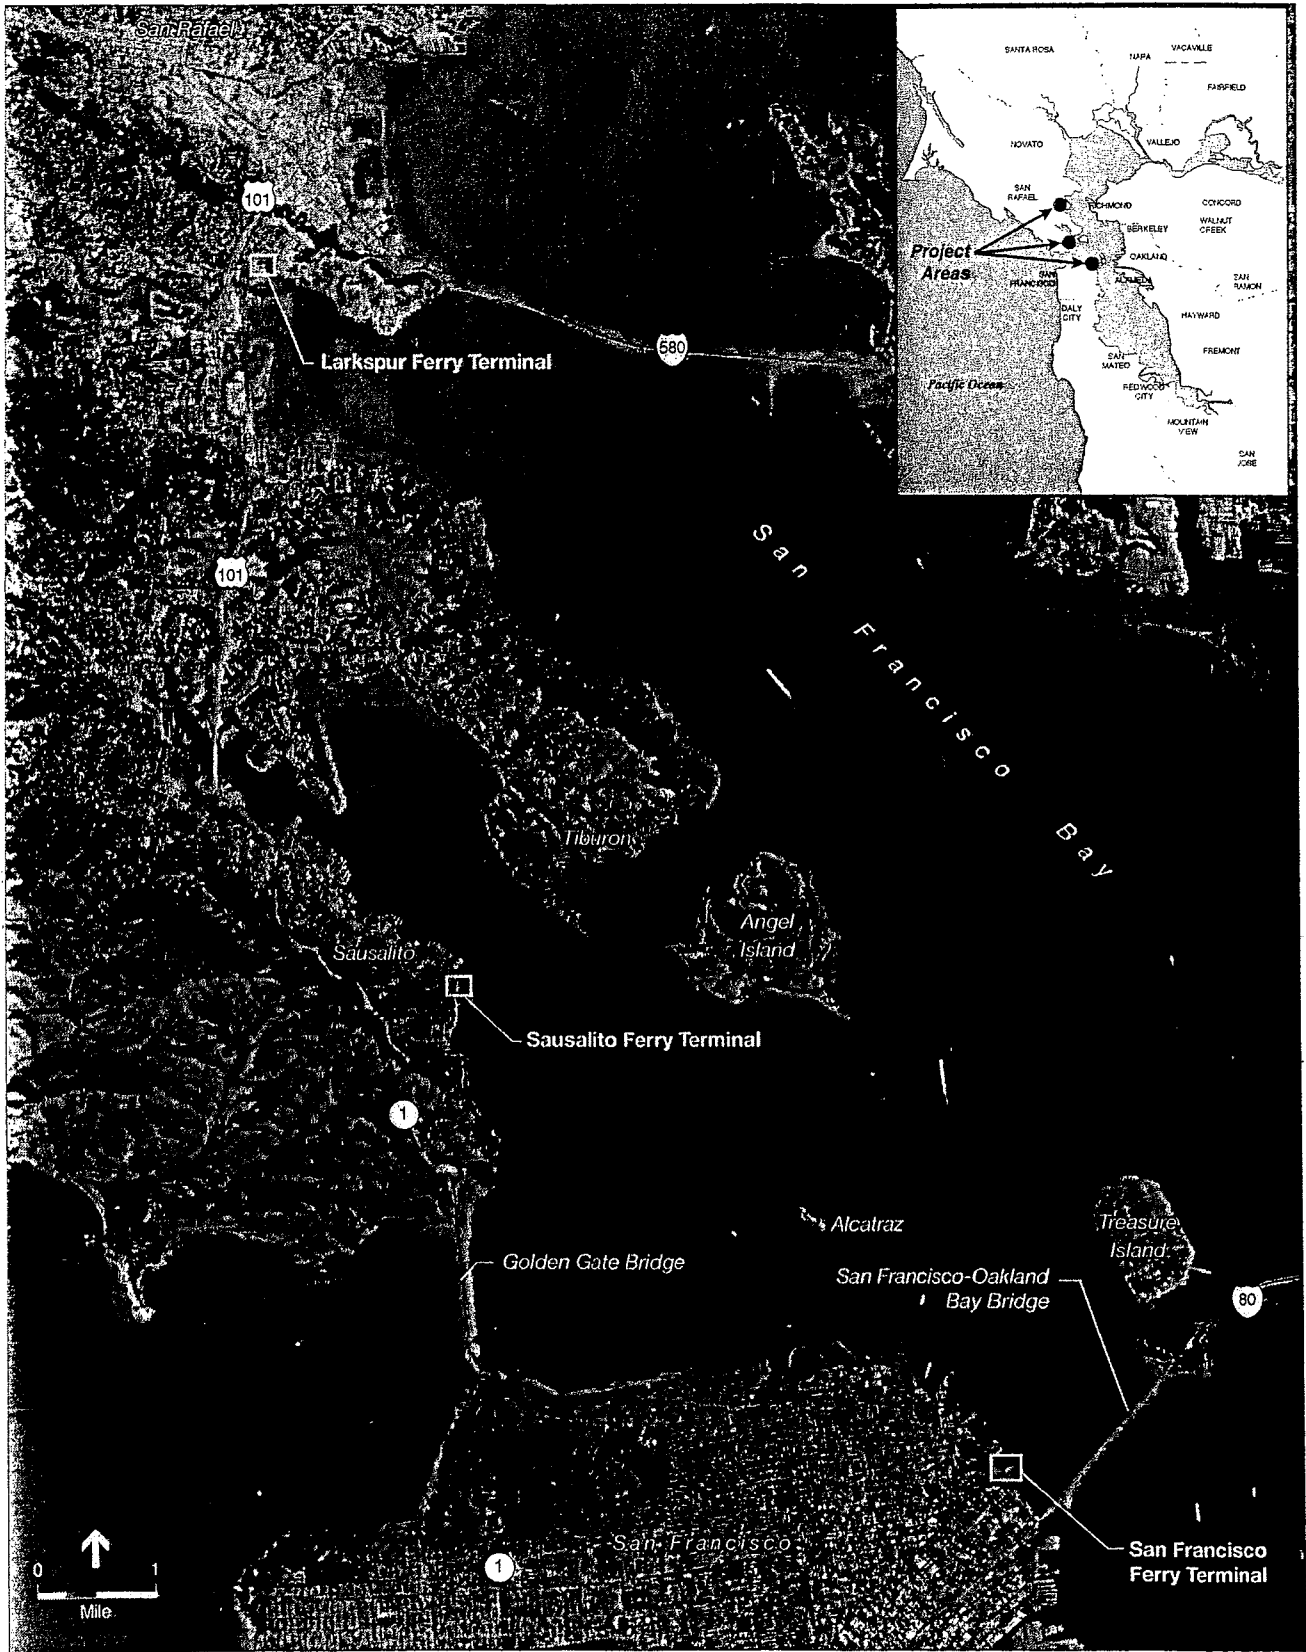 San Rafael
101
Larkspur Ferry Terminal
580
101
San Francisco Bay
Tiburon
Angel
Island
Sausalito
Sausalito Ferry Terminal
1
Alcatraz
Treasure
Island
Golden Gate Bridge
San Francisco-Oakland
Bay Bridge
80
San Francisco
1
San Francisco
Ferry Terminal
0 1
Mile
SANTA ROSA
NAPA
VACAVILLE
FAIRFIELD
NOVATO
VALLEJO
SAN
RAFAEL
RICHMOND
CONCORD
WALNUT
CREEK
BERKELEY
Project
Areas
OAKLAND
SAN
FRANCISCO
ALAMEDA
SAN
RAMON
DALY
CITY
HAYWARD
FREMONT
SAN
MATEO
Pacific Ocean
REDWOOD
CITY
MOUNTAIN
VIEW
SAN
JOSE